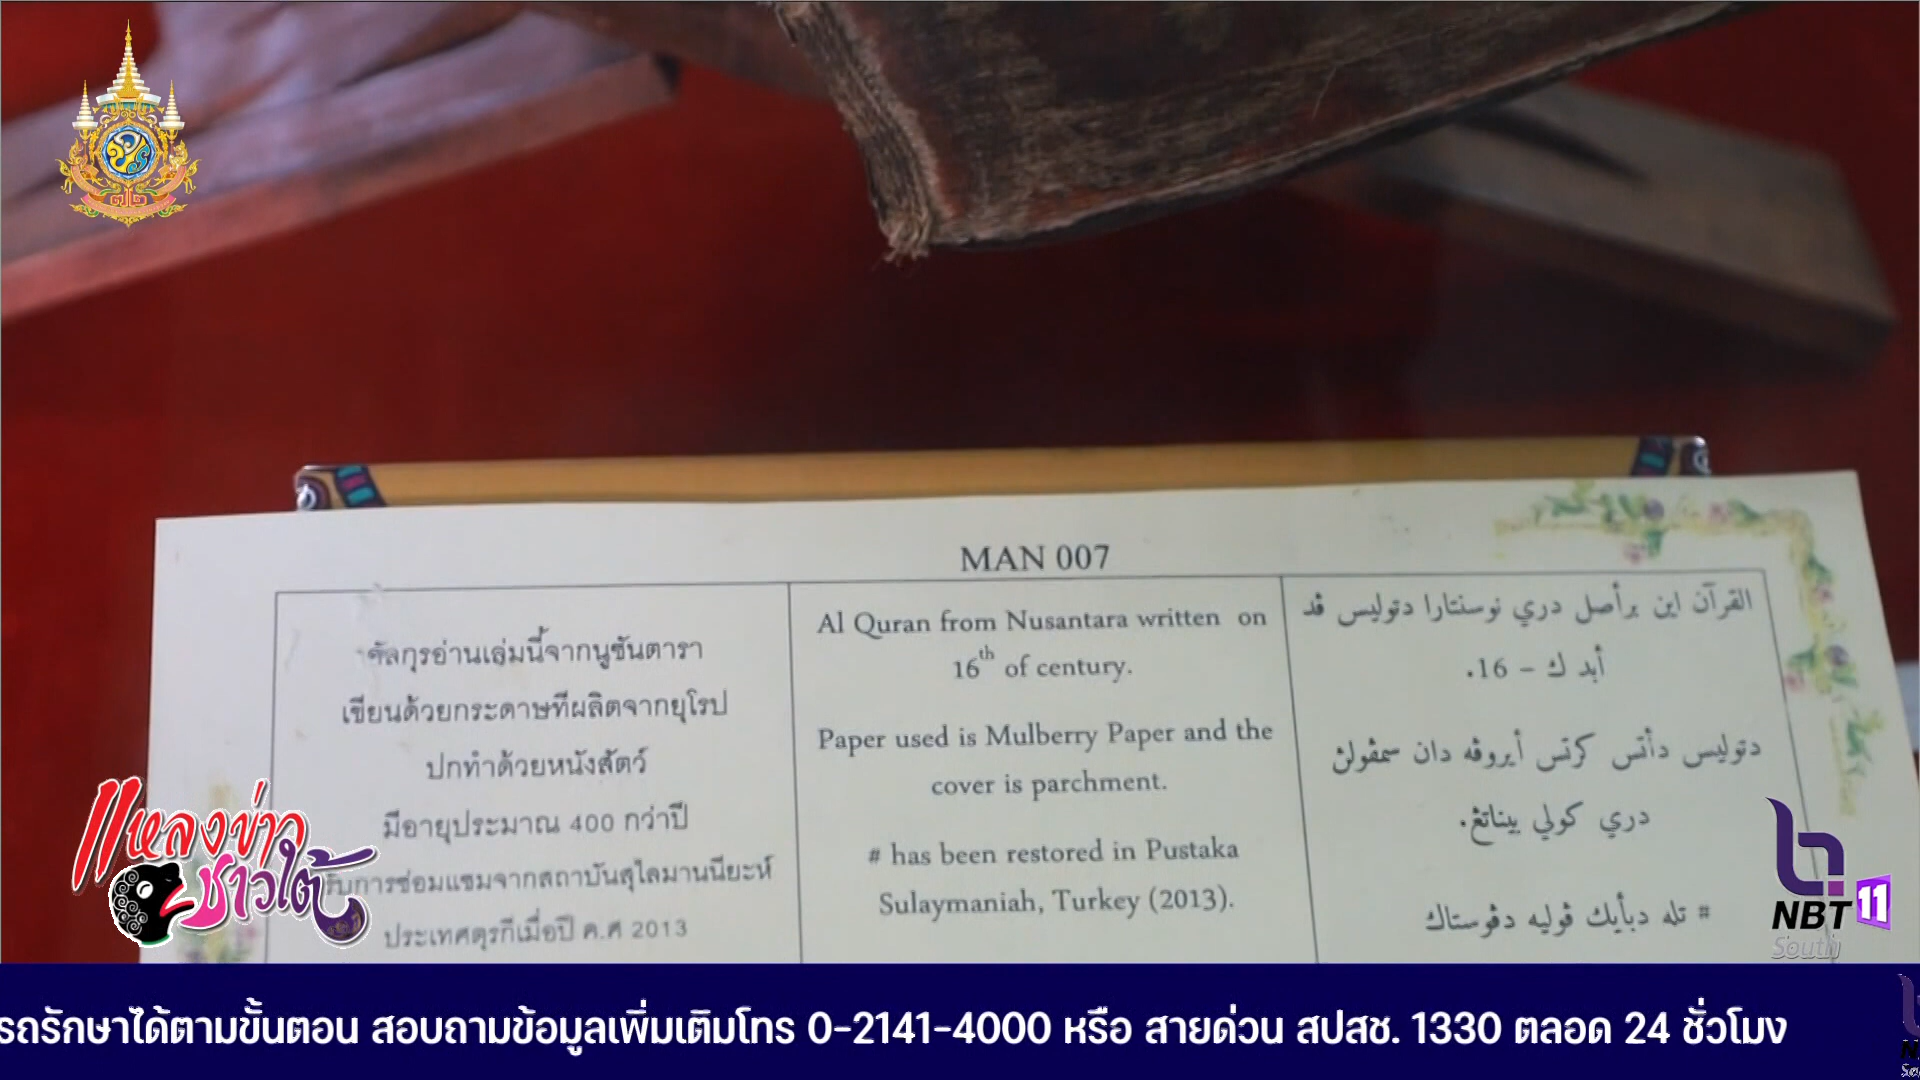 MAN 007
อัลกุรอ่านเล่มนี้จากนูซันตารา
เขียนด้วยกระดาษที่ผลิตจากยุโรป
ปกทำด้วยหนังสัตว์
มีอายุประมาณ 400 กว่าปี
รับการซ่อมแซมจากสถาบันสุไลมานนียะห์
ประเทศตุรกีเมื่อปี ค.ศ 2013
Al Quran from Nusantara written on
16th of century.
Paper used is Mulberry Paper and the
cover is parchment.
# has been restored in Pustaka
Sulaymaniah, Turkey (2013).
القرآن اين برأصل دري نوسنتارا دتوليس ڤد
أبد ك – 16.
دتوليس دأتس كرتس أيروڤه دان سمڤولڽ
دري كولي بيناتڠ.
# تله دبأيك ڤوليه دڤوستاك
แหลงข่าว
ชาวใต้
NBT 11
South
รถรักษาได้ตามขั้นตอน สอบถามข้อมูลเพิ่มเติมโทร 0-2141-4000 หรือ สายด่วน สปสช. 1330 ตลอด 24 ชั่วโมง